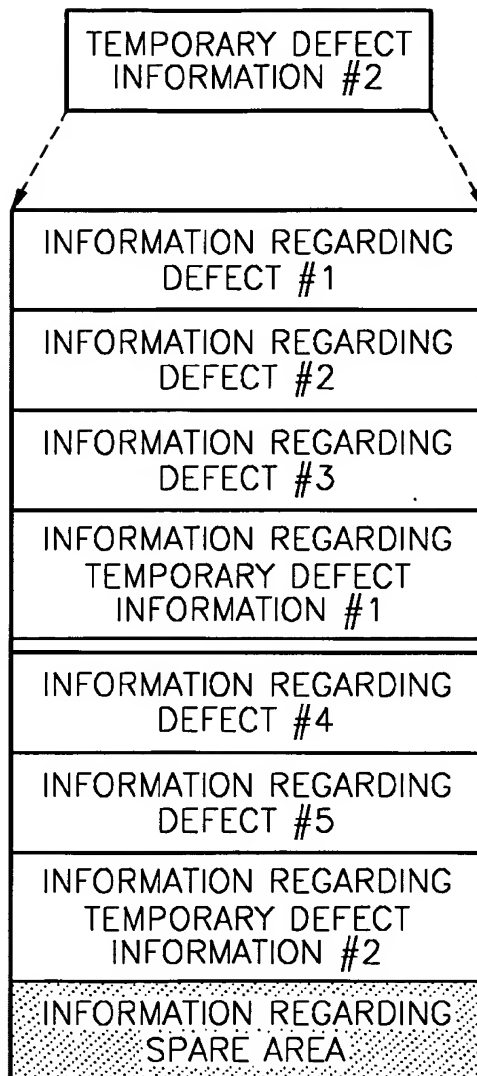 TEMPORARY DEFECT
INFORMATION #2
INFORMATION REGARDING
DEFECT #1
INFORMATION REGARDING
DEFECT #2
INFORMATION REGARDING
DEFECT #3
INFORMATION REGARDING
TEMPORARY DEFECT
INFORMATION #1
INFORMATION REGARDING
DEFECT #4
INFORMATION REGARDING
DEFECT #5
INFORMATION REGARDING
TEMPORARY DEFECT
INFORMATION #2
INFORMATION REGARDING
SPARE AREA